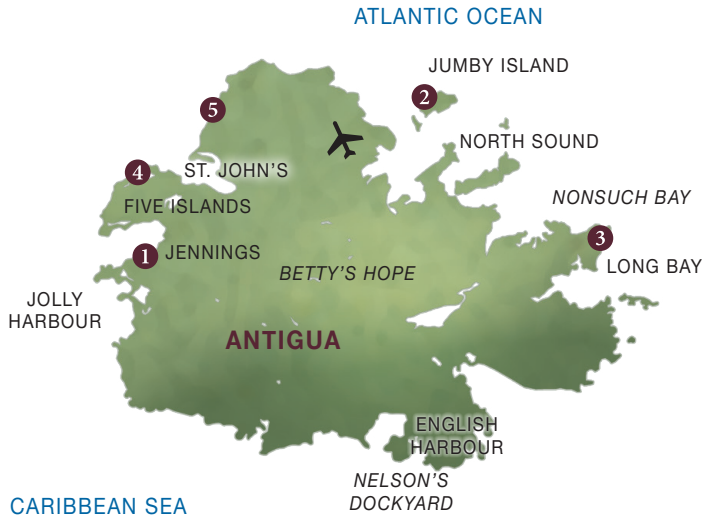 ATLANTIC OCEAN
JUMBY ISLAND
2
5
NORTH SOUND
4
ST. JOHN'S
NONSUCH BAY
FIVE ISLANDS
3
1
JENNINGS
LONG BAY
BETTY'S HOPE
JOLLY
HARBOUR
ANTIGUA
ENGLISH
HARBOUR
NELSON'S
DOCKYARD
CARIBBEAN SEA